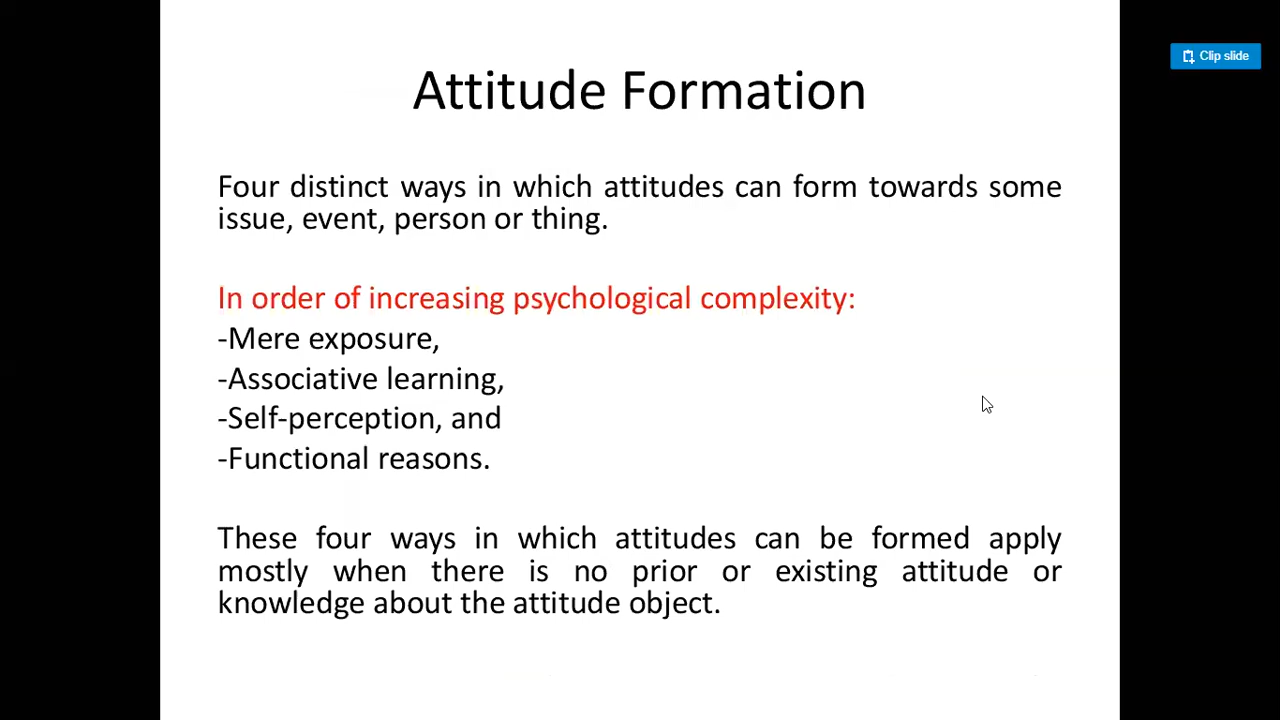 Clip slide
Attitude Formation
Four distinct ways in which attitudes can form towards some
issue, event, person or thing.
In order of increasing psychological complexity:
-Mere exposure,
-Associative learning,
-Self-perception, and
-Functional reasons.
These four ways in which attitudes can be formed apply
mostly when there is no prior or existing attitude or
knowledge about the attitude object.